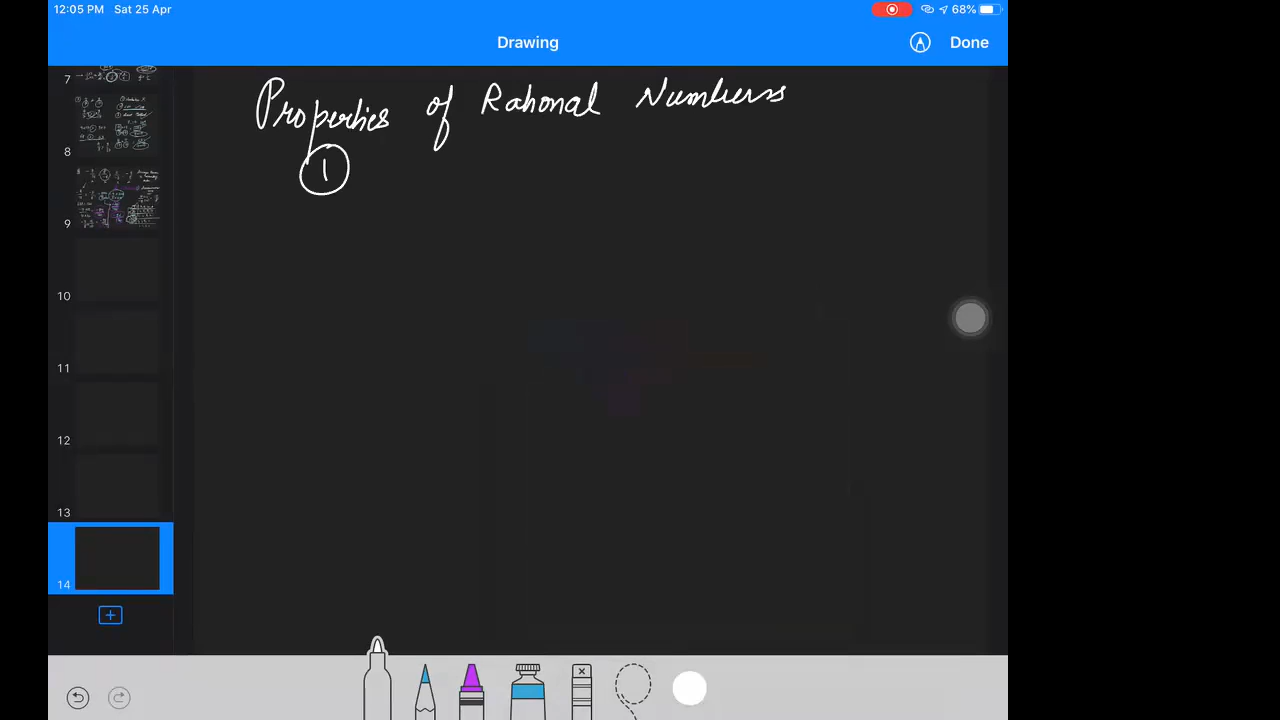 12:05 PM Sat 25 Apr
68%
Drawing
Done
Properties of Rational Numbers
1
7
8
9
10
11
12
13
14